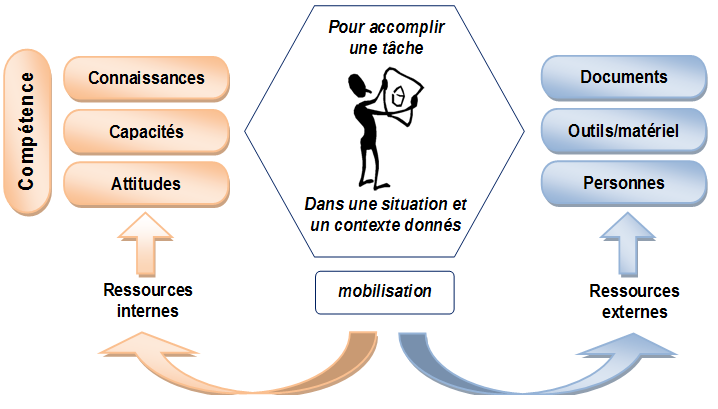 Compétence
Connaissances
Capacités
Attitudes
Ressources
internes
Pour accomplir
une tâche
Dans une situation et
un contexte donnés
mobilisation
Documents
Outils/matériel
Personnes
Ressources
externes